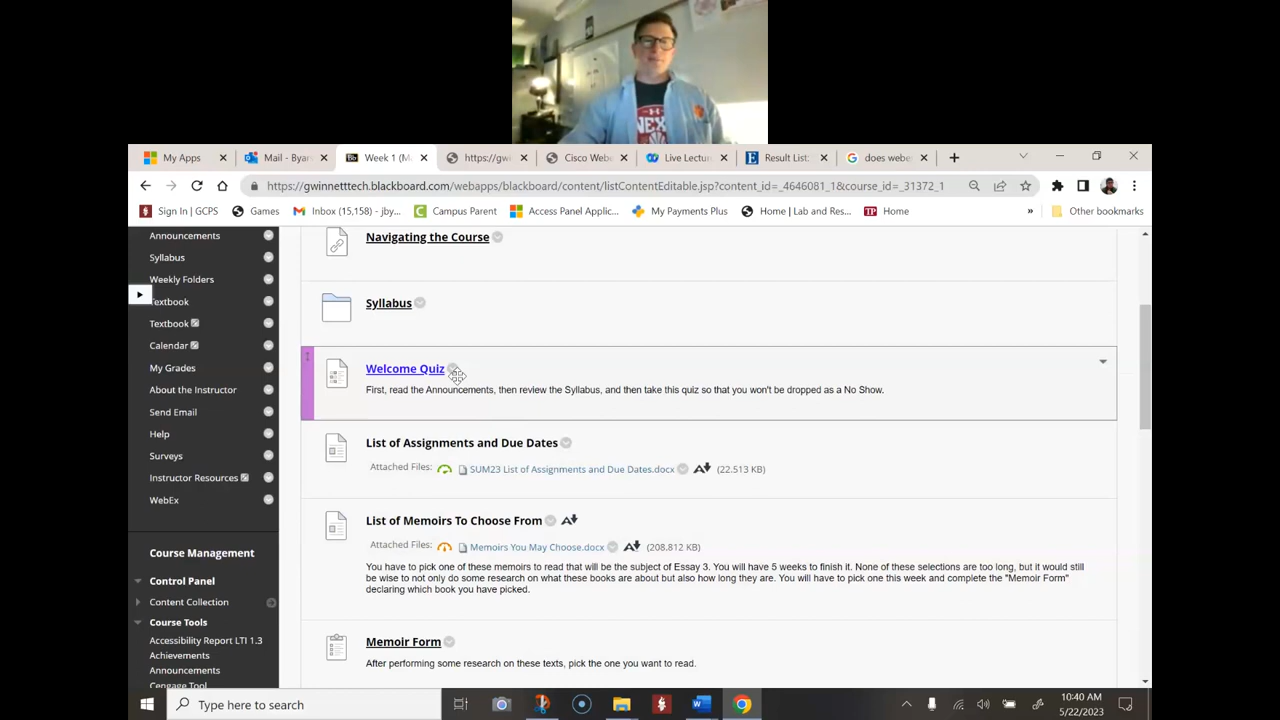 NEX
My Apps
Mail - Bya
Week 1 (M
https://gwi
Cisco Web
Live Lectu
Result List:
does webe
https://gwinnetttech.blackboard.com/webapps/blackboard/content/listContentEditable.jsp?content_id=_4646081_1&course_id=_31372_1
Sign In | GCPS
Games
Inbox (15,158) - jby...
Campus Parent
Access Panel Applic...
My Payments Plus
Home | Lab and Res...
TP Home
»
Other bookmarks
Announcements
Syllabus
Weekly Folders
Textbook
Textbook
Calendar
My Grades
About the Instructor
Send Email
Help
Surveys
Instructor Resources
WebEx
Course Management
Control Panel
Content Collection
Course Tools
Accessibility Report LTI 1.3
Achievements
Announcements
Cengage Tool
Navigating the Course
Syllabus
Welcome Quiz
First, read the Announcements, then review the Syllabus, and then take this quiz so that you won't be dropped as a No Show.
List of Assignments and Due Dates
Attached Files: SUM23 List of Assignments and Due Dates.docx (22.513 KB)
List of Memoirs To Choose From
Attached Files: Memoirs You May Choose.docx (208.812 KB)
You have to pick one of these memoirs to read that will be the subject of Essay 3. You will have 5 weeks to finish it. None of these selections are too long, but it would still
be wise to not only do some research on what these books are about but also how long they are. You will have to pick one this week and complete the "Memoir Form"
declaring which book you have picked.
Memoir Form
After performing some research on these texts, pick the one you want to read.
Type here to search
10:40 AM
5/22/2023